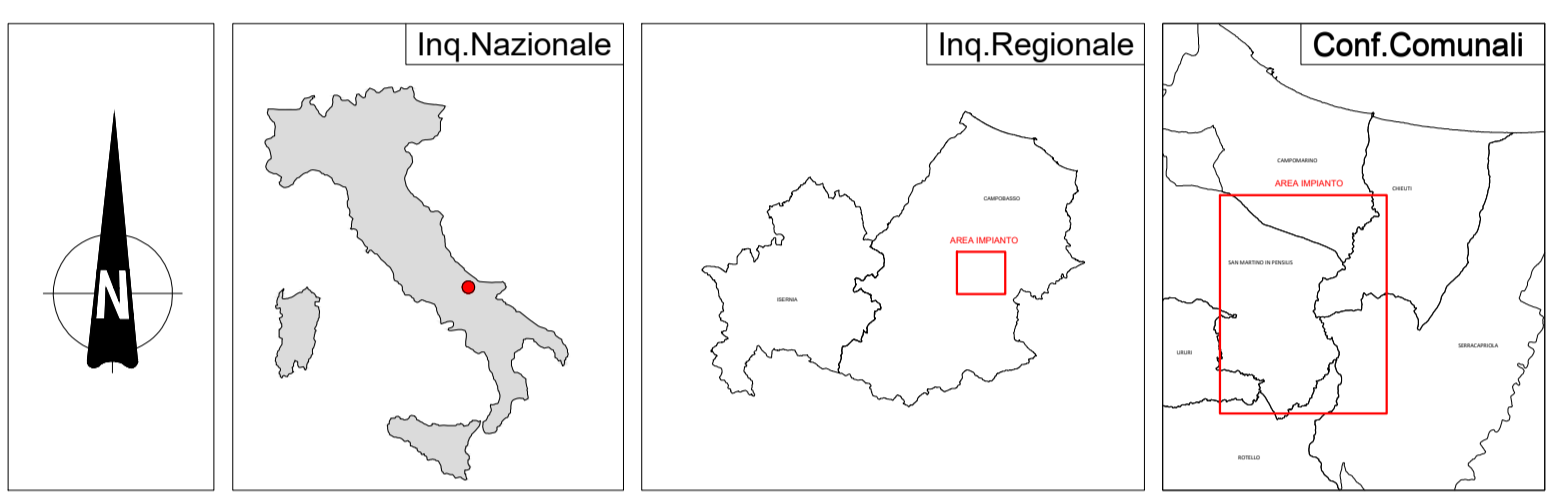 N
Inq.Nazionale
Inq.Regionale
CAMPOBASSO
AREA IMPIANTO
ISERNIA
Conf.Comunali
CAMPOMARINO
AREA IMPIANTO
CHIEUTI
SAN MARTINO IN PENSILIS
URURI
SERRACAPRIOLA
ROTELLO